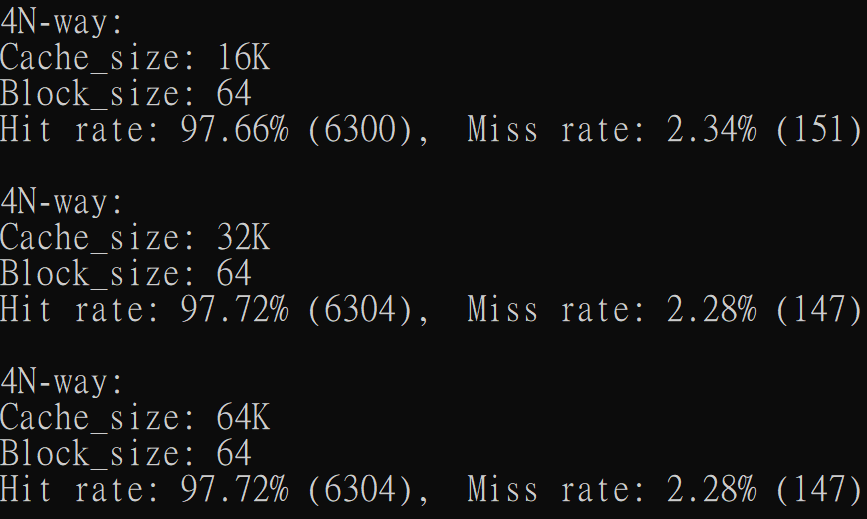 4N-way:
Cache_size: 16K
Block_size: 64
Hit rate: 97.66% (6300),  Miss rate: 2.34% (151)
4N-way:
Cache_size: 32K
Block_size: 64
Hit rate: 97.72% (6304),  Miss rate: 2.28% (147)
4N-way:
Cache_size: 64K
Block_size: 64
Hit rate: 97.72% (6304),  Miss rate: 2.28% (147)